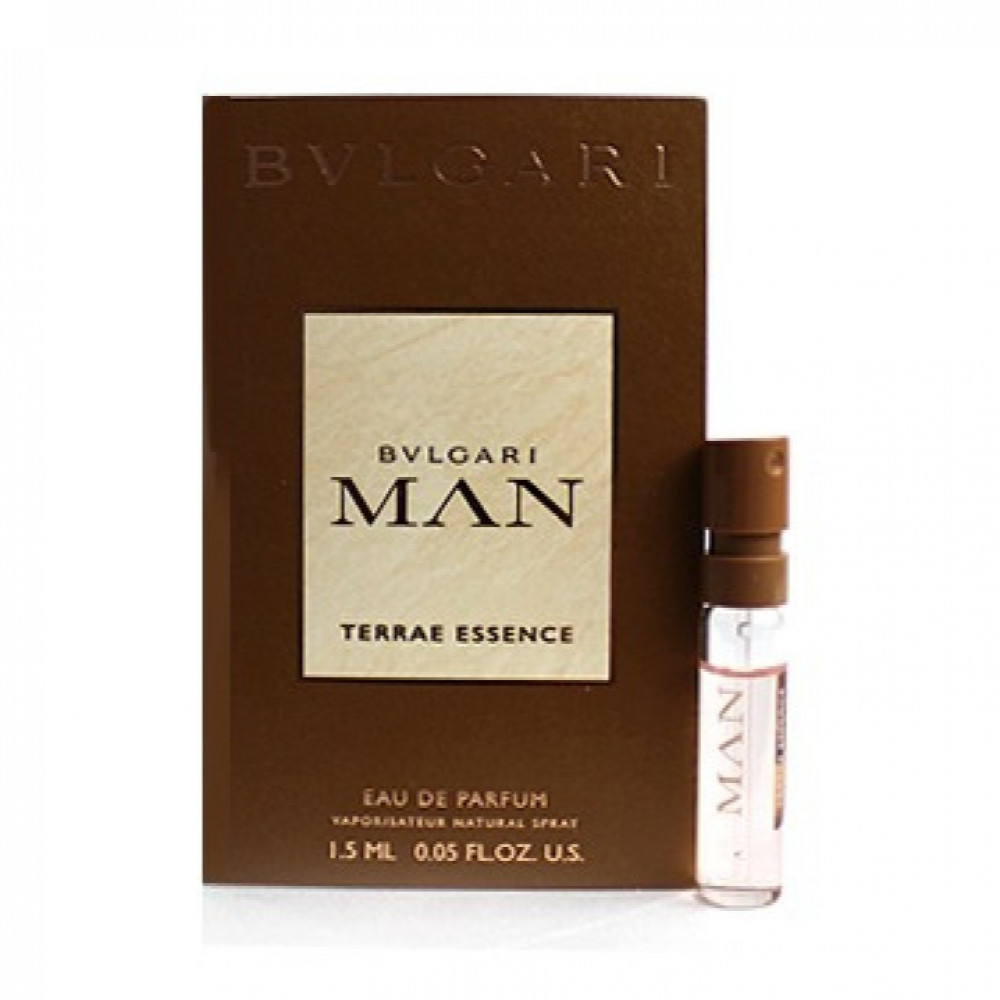 BVLGARI
BVLGARI
MAN
TERRAE ESSENCE
EAU DE PARFUM
VAPORISATEUR NATURAL SPRAY
1.5 ML 0.05 FL.OZ. U.S.
MAN